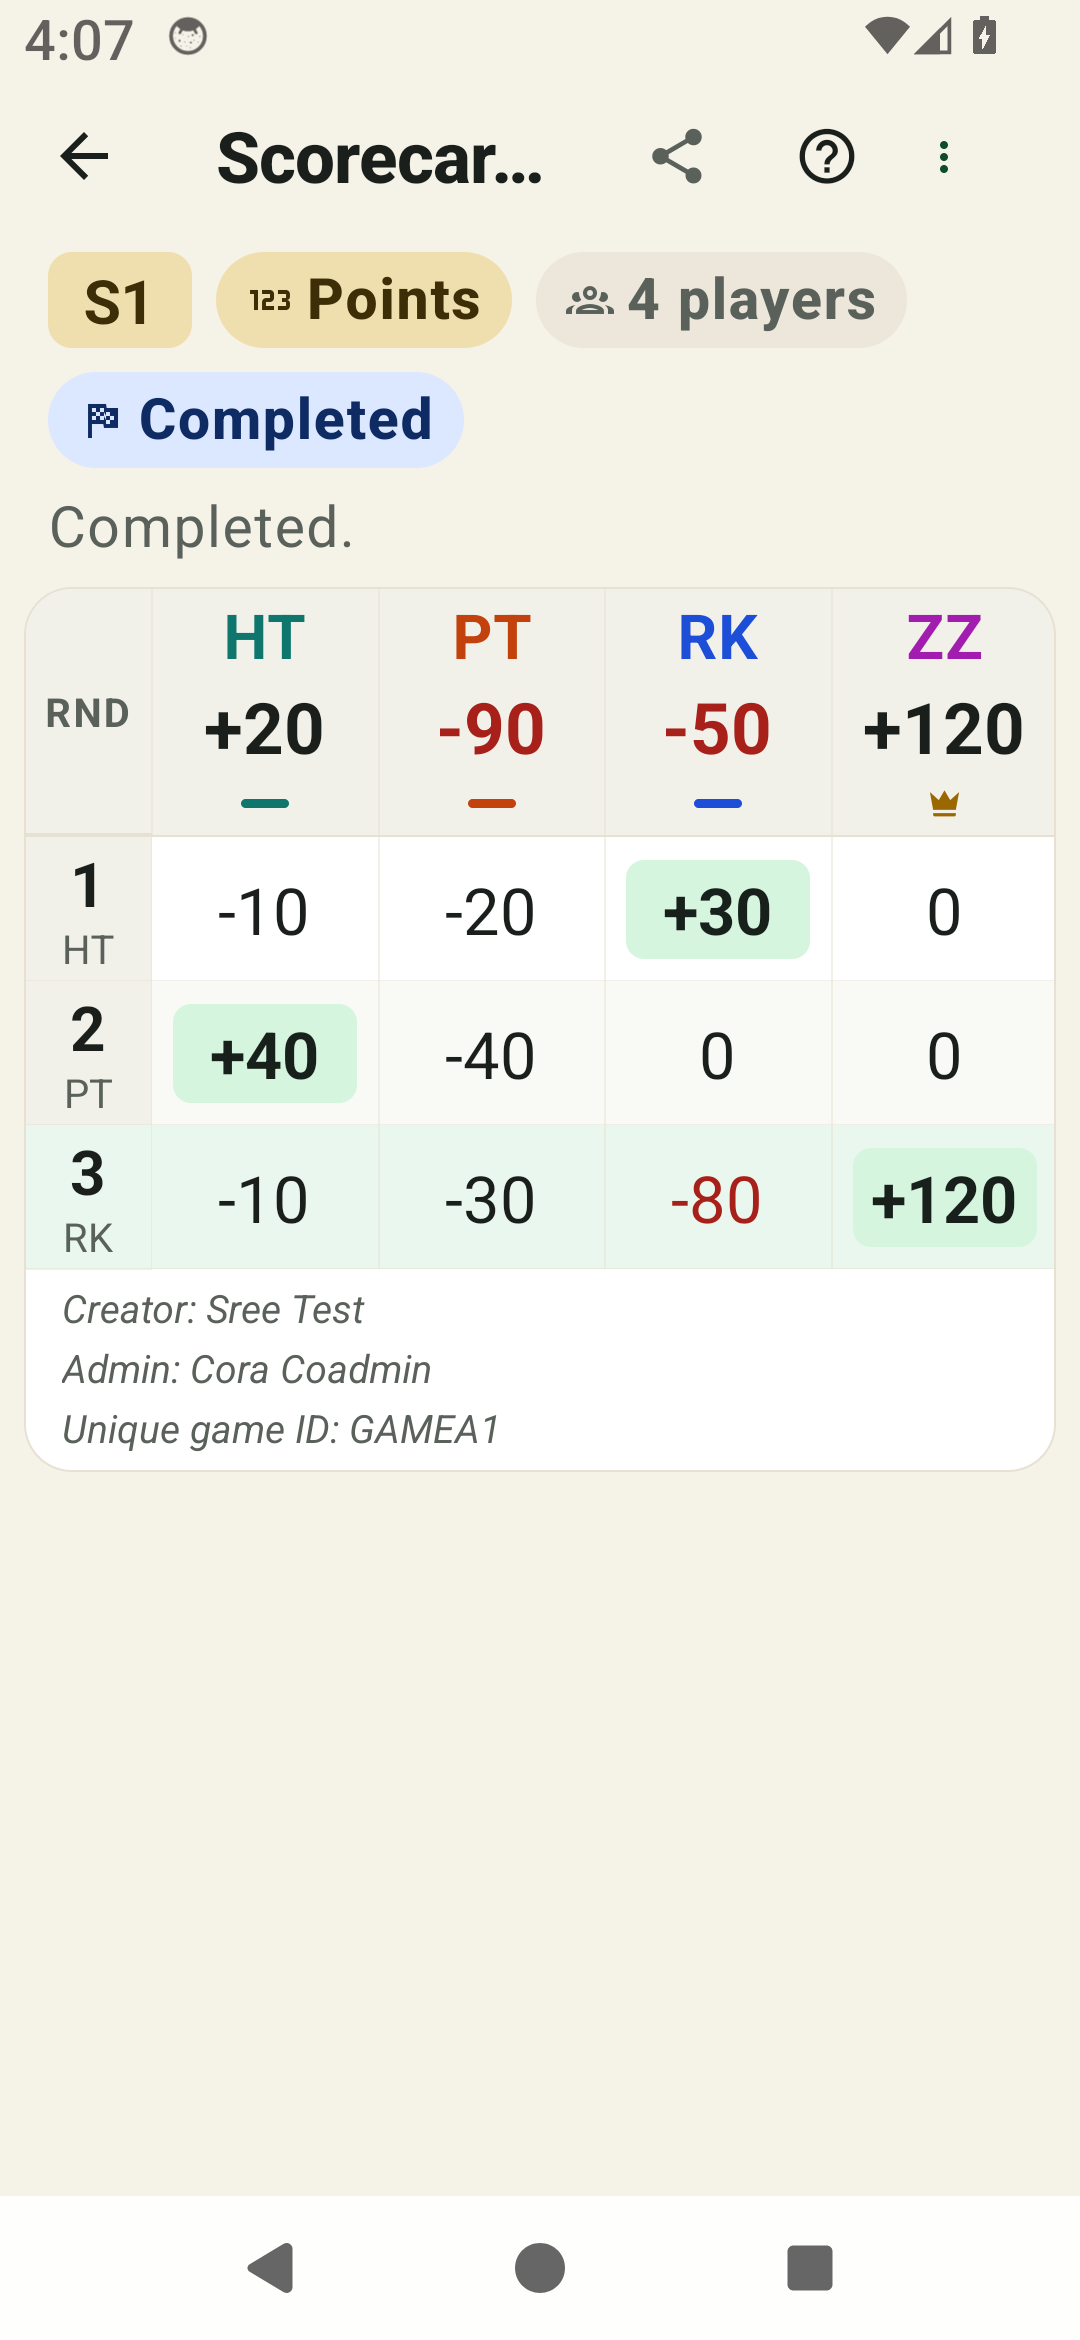 4:07
Scorecar...
S1
123 Points
4 players
Completed
Completed.
RND HT PT RK ZZ
+20 -90 -50 +120
1 HT -10 -20 +30 0
2 PT +40 -40 0 0
3 RK -10 -30 -80 +120
Creator: Sree Test
Admin: Cora Coadmin
Unique game ID: GAMEA1